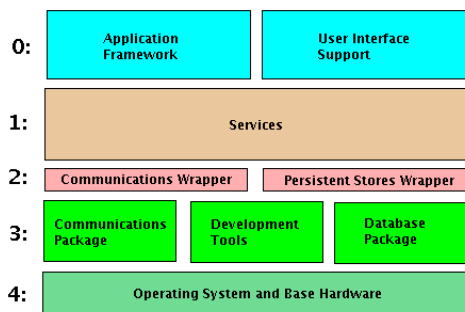 0:
Application
Framework
User Interface
Support
1:
Services
2:
Communications Wrapper
Persistent Stores Wrapper
3:
Communications
Package
Development
Tools
Database
Package
4:
Operating System and Base Hardware